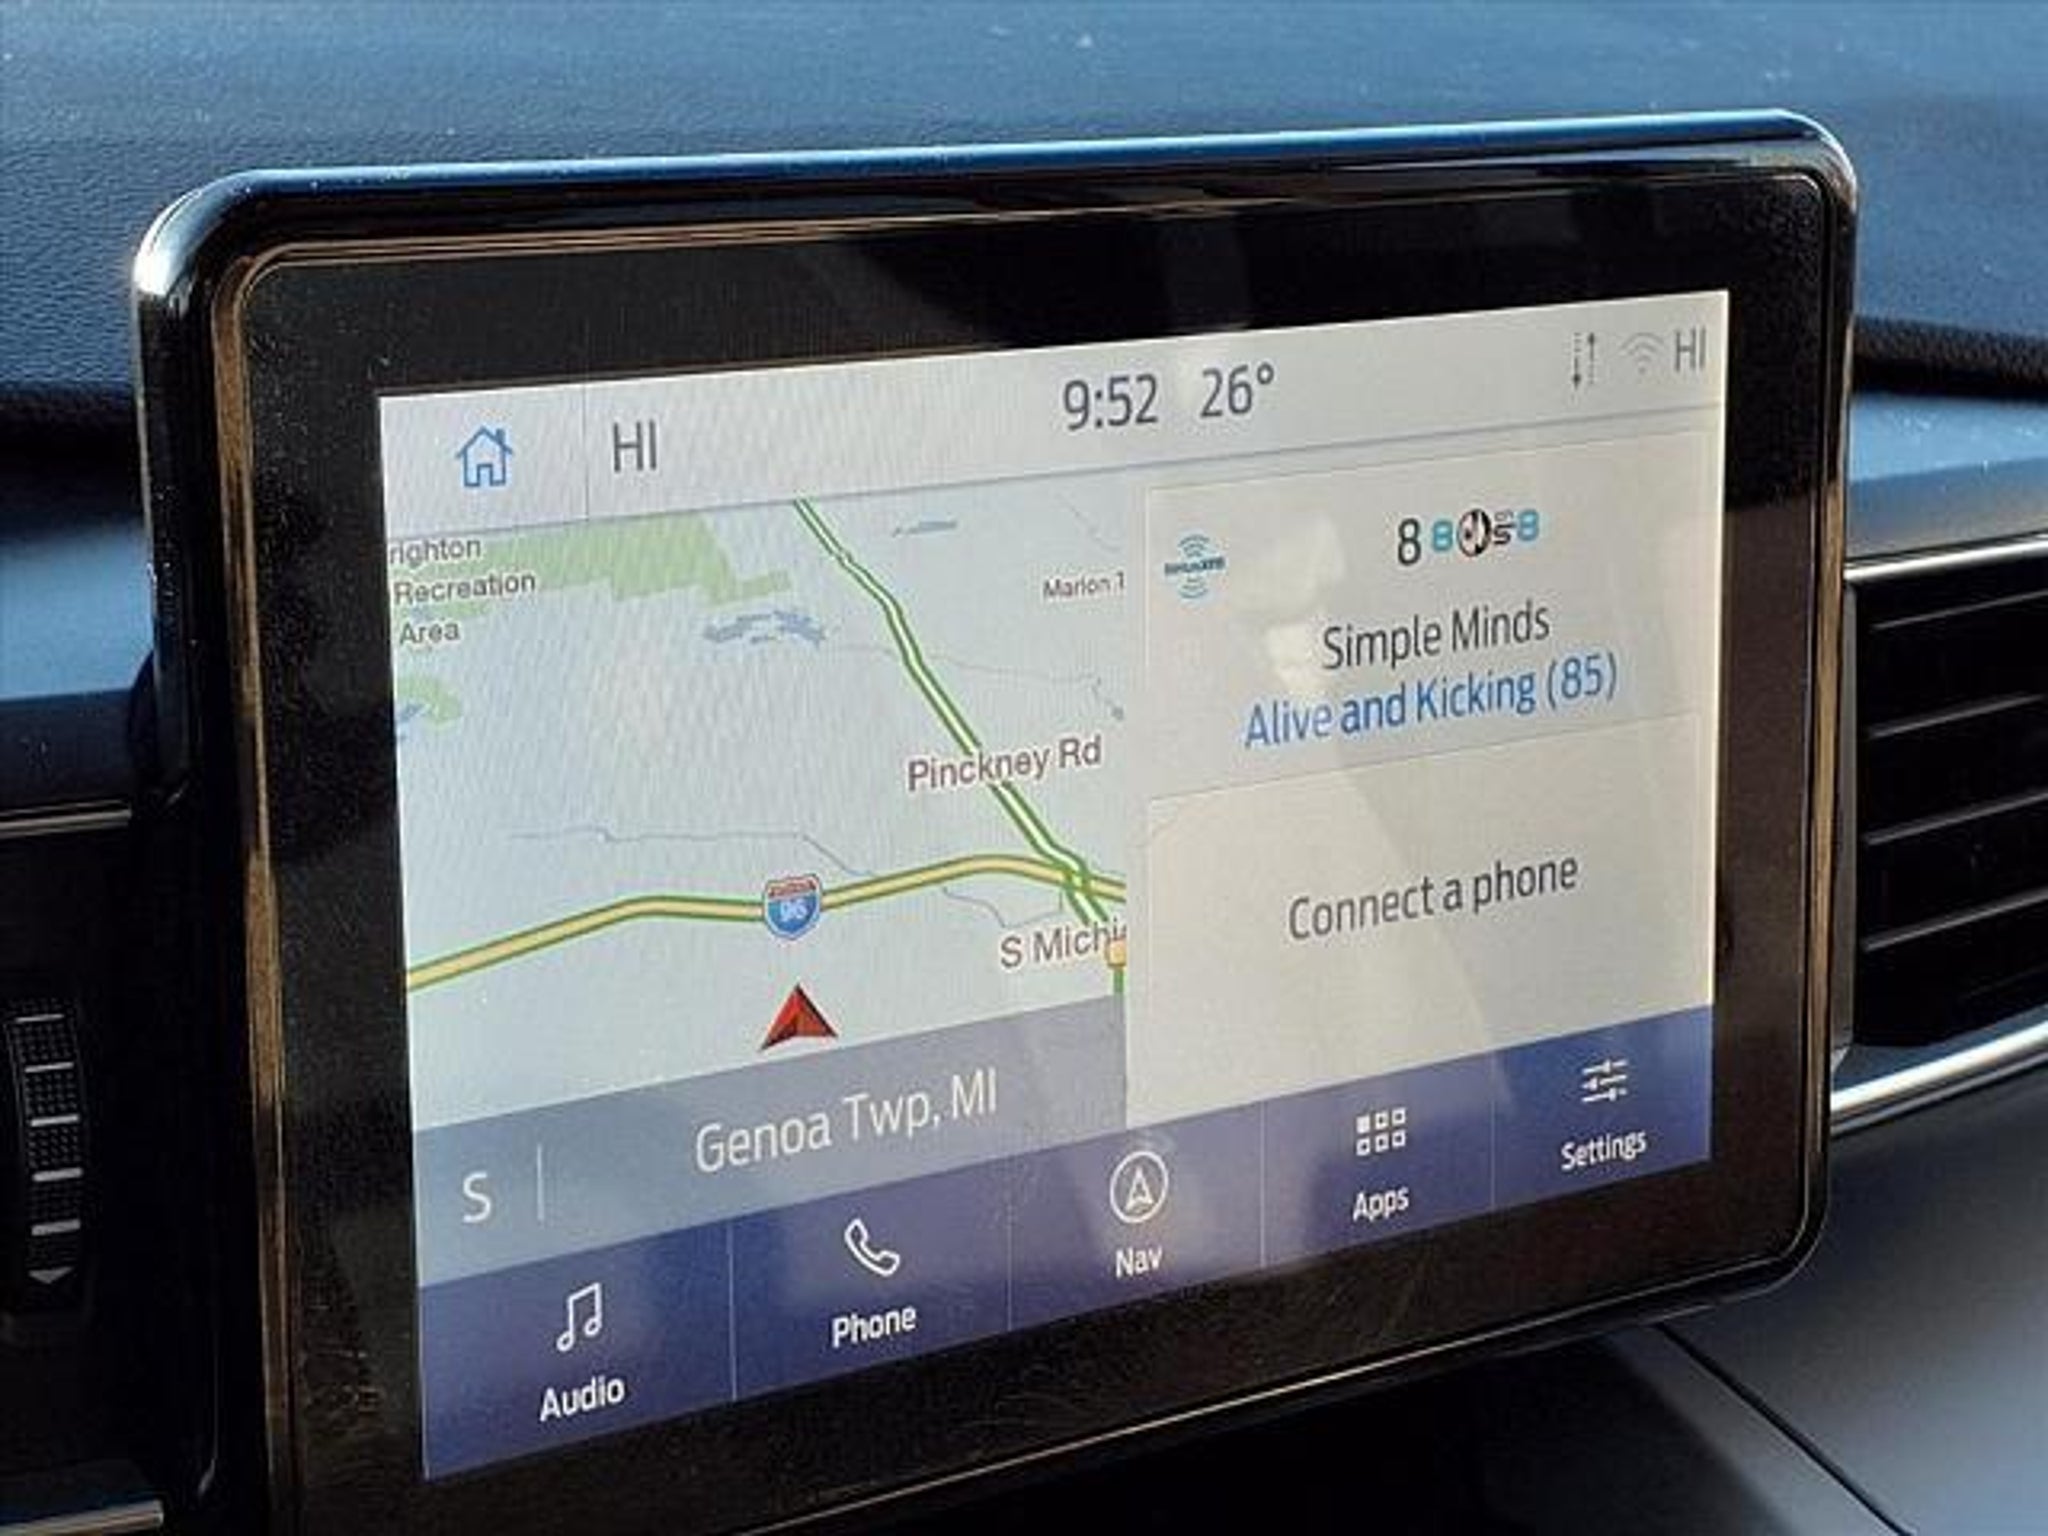 HI
9:52 26°
HI
righton
Recreation
Area
Marion T
Pinckney Rd
S Michi
8
Simple Minds
Alive and Kicking (85)
Connect a phone
S
Genoa Twp, MI
Audio
Phone
Nav
Apps
Settings